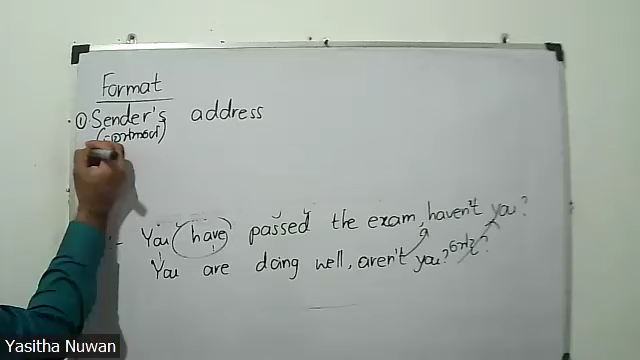 Format
① Sender's address
You have passed the exam, haven't you?
You are doing well, aren't you?
Yasitha Nuwan